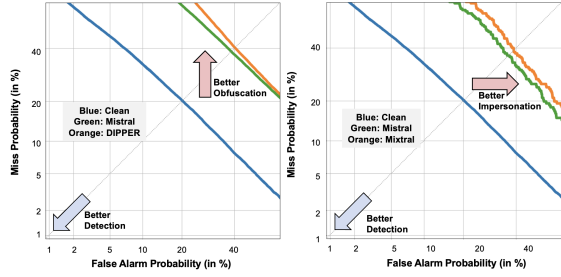 Miss Probability (in %)
40
20
10
5
2
1
Better
Obfuscation
Blue: Clean
Green: Mistral
Orange: DIPPER
Better
Detection
1 2 5 10 20 40
False Alarm Probability (in %)
Miss Probability (in %)
40
20
10
5
2
1
Better
Impersonation
Blue: Clean
Green: Mistral
Orange: Mixtral
Better
Detection
1 2 5 10 20 40
False Alarm Probability (in %)